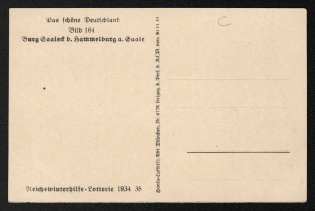 Das schöne Deutschland
Bild 164
Burg Saaleck b. Hammelburg a. Saale
Reichswinterhilfe-Lotterie 1934 35
C